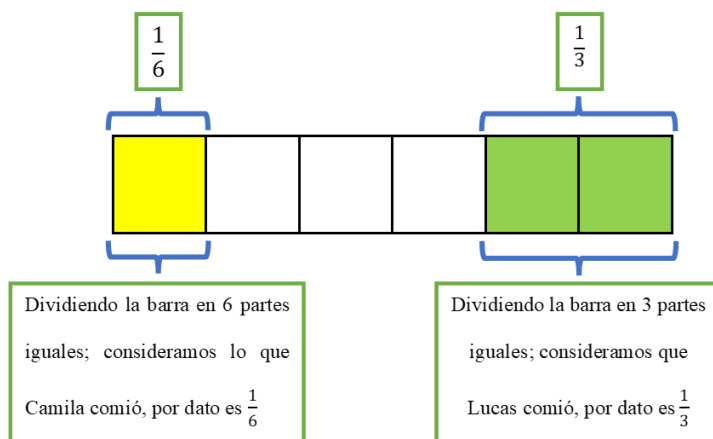 1/6
1/3
Dividiendo la barra en 6 partes
iguales; consideramos lo que
Camila comió, por dato es 1/6
Dividiendo la barra en 3 partes
iguales; consideramos que
Lucas comió, por dato es 1/3